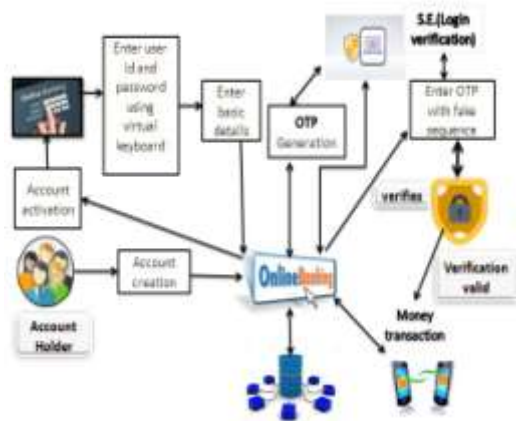 S.E.(Login
verification)
Enter user
id and
password
using
virtual
keyboard
Enter
basic
details
OTP
Generation
Enter OTP
with fake
sequence
Account
activation
verifies
Verification
valid
Account
creation
OnlineBanking
Account
Holder
Money
transaction